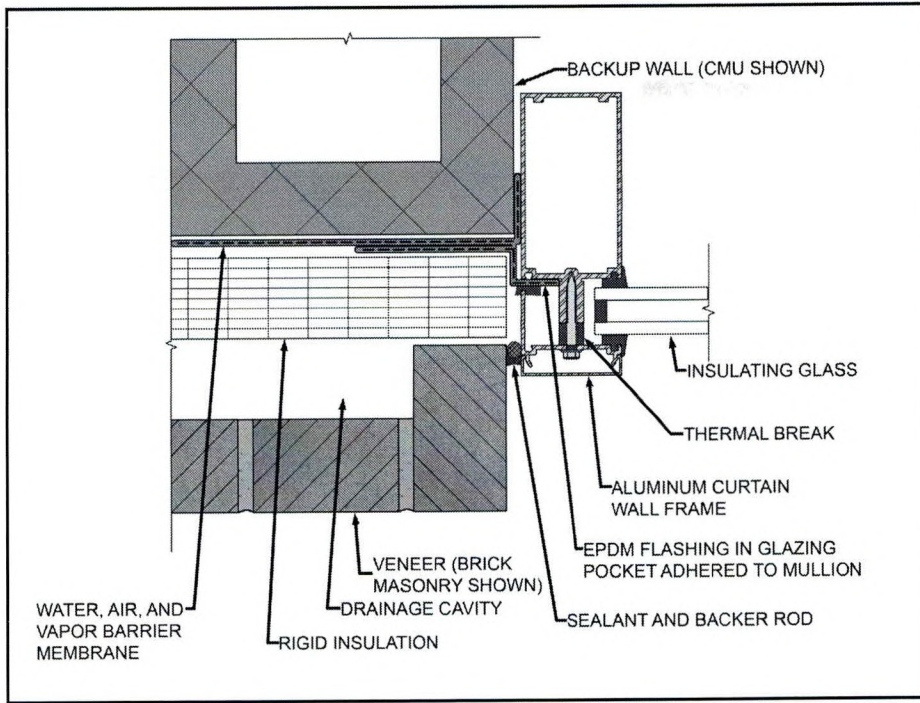 BACKUP WALL (CMU SHOWN)
INSULATING GLASS
THERMAL BREAK
ALUMINUM CURTAIN
WALL FRAME
EPDM FLASHING IN GLAZING
POCKET ADHERED TO MULLION
SEALANT AND BACKER ROD
VENEER (BRICK
MASONRY SHOWN)
DRAINAGE CAVITY
RIGID INSULATION
WATER, AIR, AND
VAPOR BARRIER
MEMBRANE